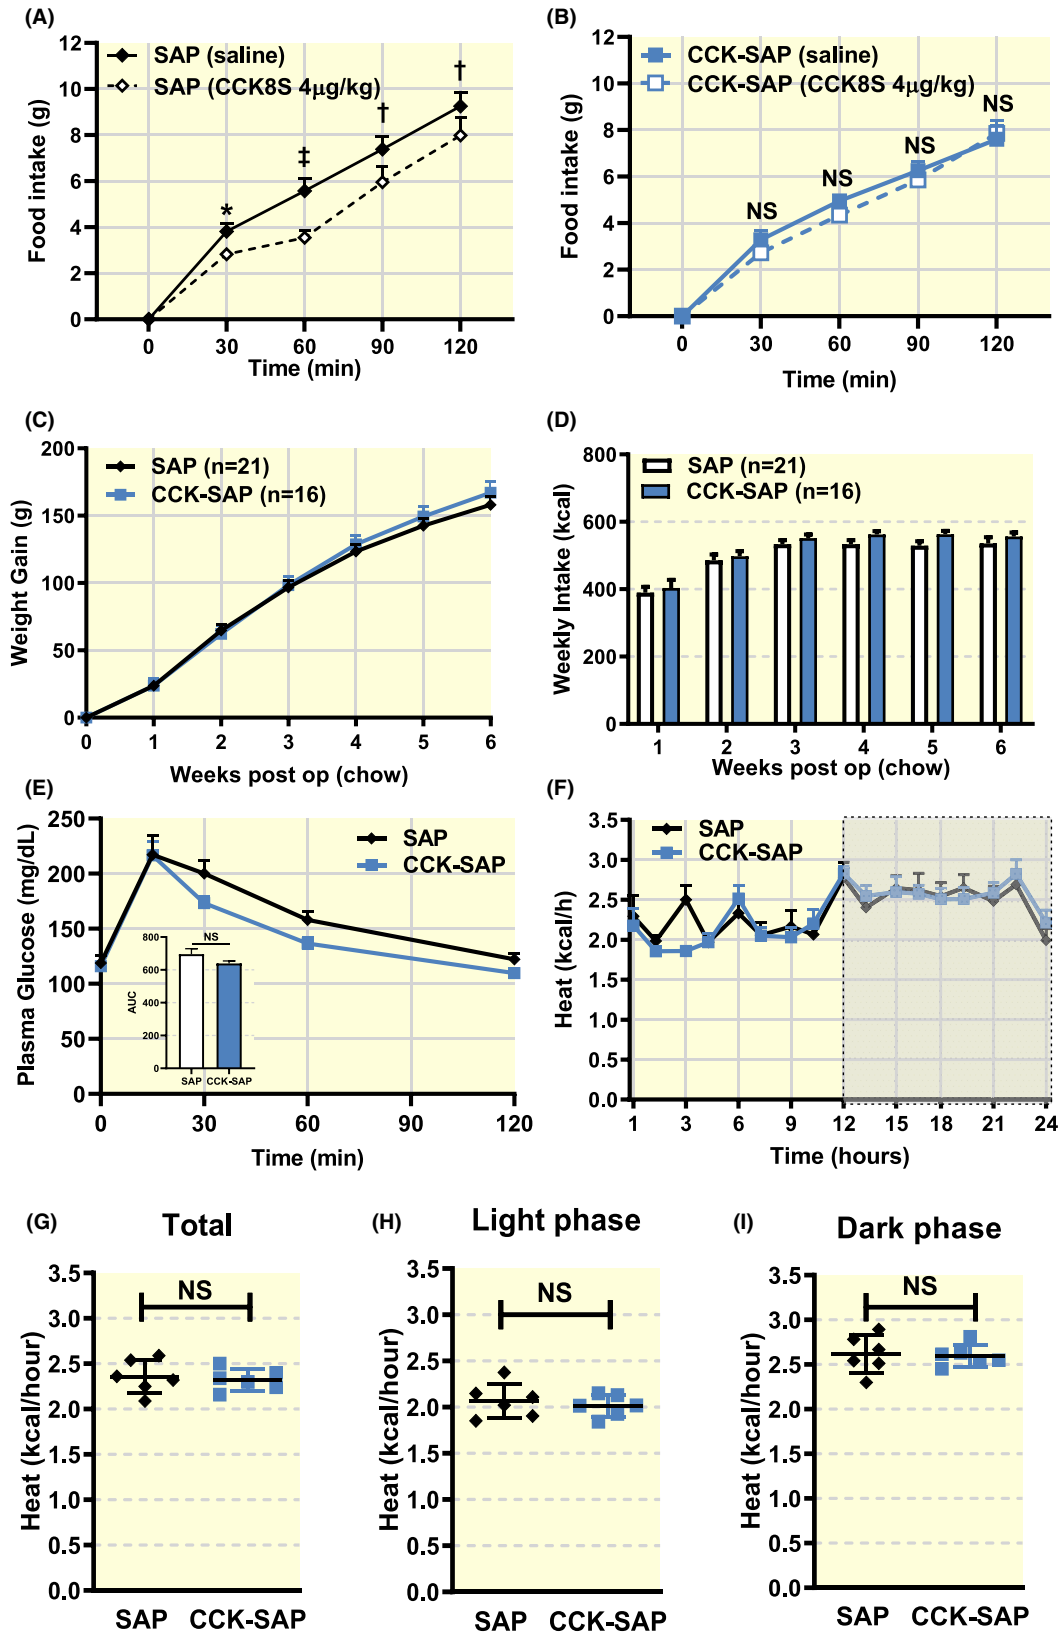 (A)
12
10
8
6
4
2
0
Food intake (g)
SAP (saline)
SAP (CCK8S 4µg/kg)
*
‡
†
†
0 30 60 90 120
Time (min)
(B)
12
10
8
6
4
2
0
Food intake (g)
CCK-SAP (saline)
CCK-SAP (CCK8S 4µg/kg)
NS
NS
NS
NS
0 30 60 90 120
Time (min)
(C)
200
150
100
50
0
Weight Gain (g)
SAP (n=21)
CCK-SAP (n=16)
0 1 2 3 4 5 6
Weeks post op (chow)
(D)
800
600
400
200
0
Weekly Intake (kcal)
SAP (n=21)
CCK-SAP (n=16)
1 2 3 4 5 6
Weeks post op (chow)
(E)
250
200
150
100
50
0
Plasma Glucose (mg/dL)
SAP
CCK-SAP
800
600
400
200
0
AUC
NS
SAP CCK-SAP
0 30 60 90 120
Time (min)
(F)
3.5
3.0
2.5
2.0
1.5
1.0
0.5
0.0
Heat (kcal/h)
SAP
CCK-SAP
1 3 6 9 12 15 18 21 24
Time (hours)
(G)
Total
3.5
3.0
2.5
2.0
1.5
1.0
0.5
0.0
Heat (kcal/hour)
NS
SAP CCK-SAP
(H)
Light phase
3.5
3.0
2.5
2.0
1.5
1.0
0.5
0.0
Heat (kcal/hour)
NS
SAP CCK-SAP
(I)
Dark phase
3.5
3.0
2.5
2.0
1.5
1.0
0.5
0.0
Heat (kcal/hour)
NS
SAP CCK-SAP